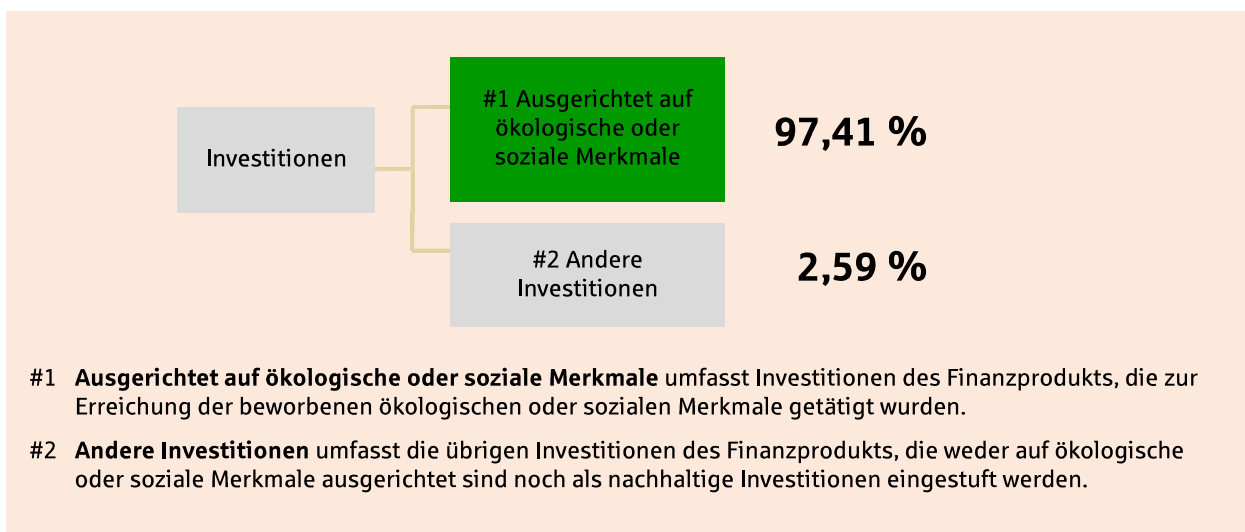 #1 Ausgerichtet auf
ökologische oder
soziale Merkmale
97,41 %
Investitionen
#2 Andere
Investitionen
2,59 %
#1 Ausgerichtet auf ökologische oder soziale Merkmale umfasst Investitionen des Finanzprodukts, die zur
Erreichung der beworbenen ökologischen oder sozialen Merkmale getätigt wurden.
#2 Andere Investitionen umfasst die übrigen Investitionen des Finanzprodukts, die weder auf ökologische
oder soziale Merkmale ausgerichtet sind noch als nachhaltige Investitionen eingestuft werden.